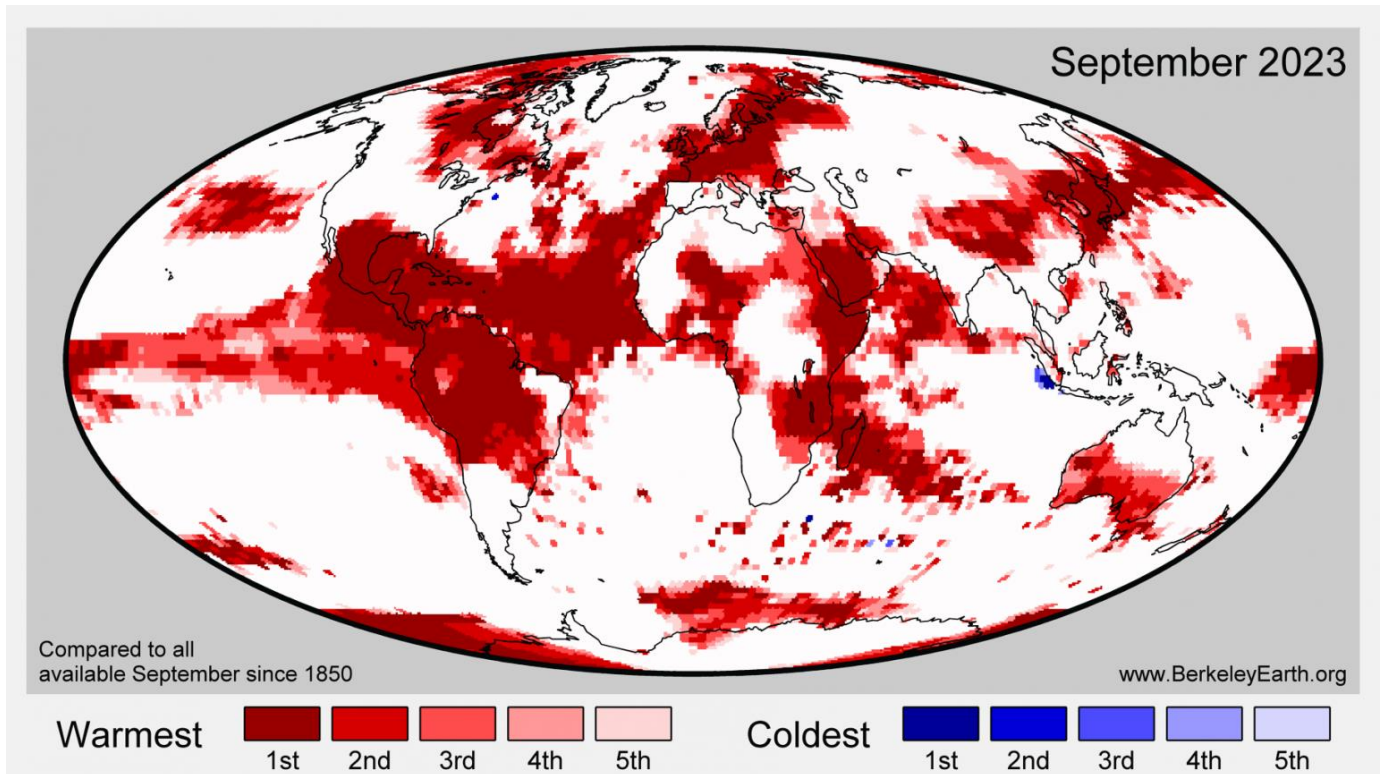 September 2023
Compared to all
available September since 1850
www.BerkeleyEarth.org
Warmest
1st 2nd 3rd 4th 5th
Coldest
1st 2nd 3rd 4th 5th